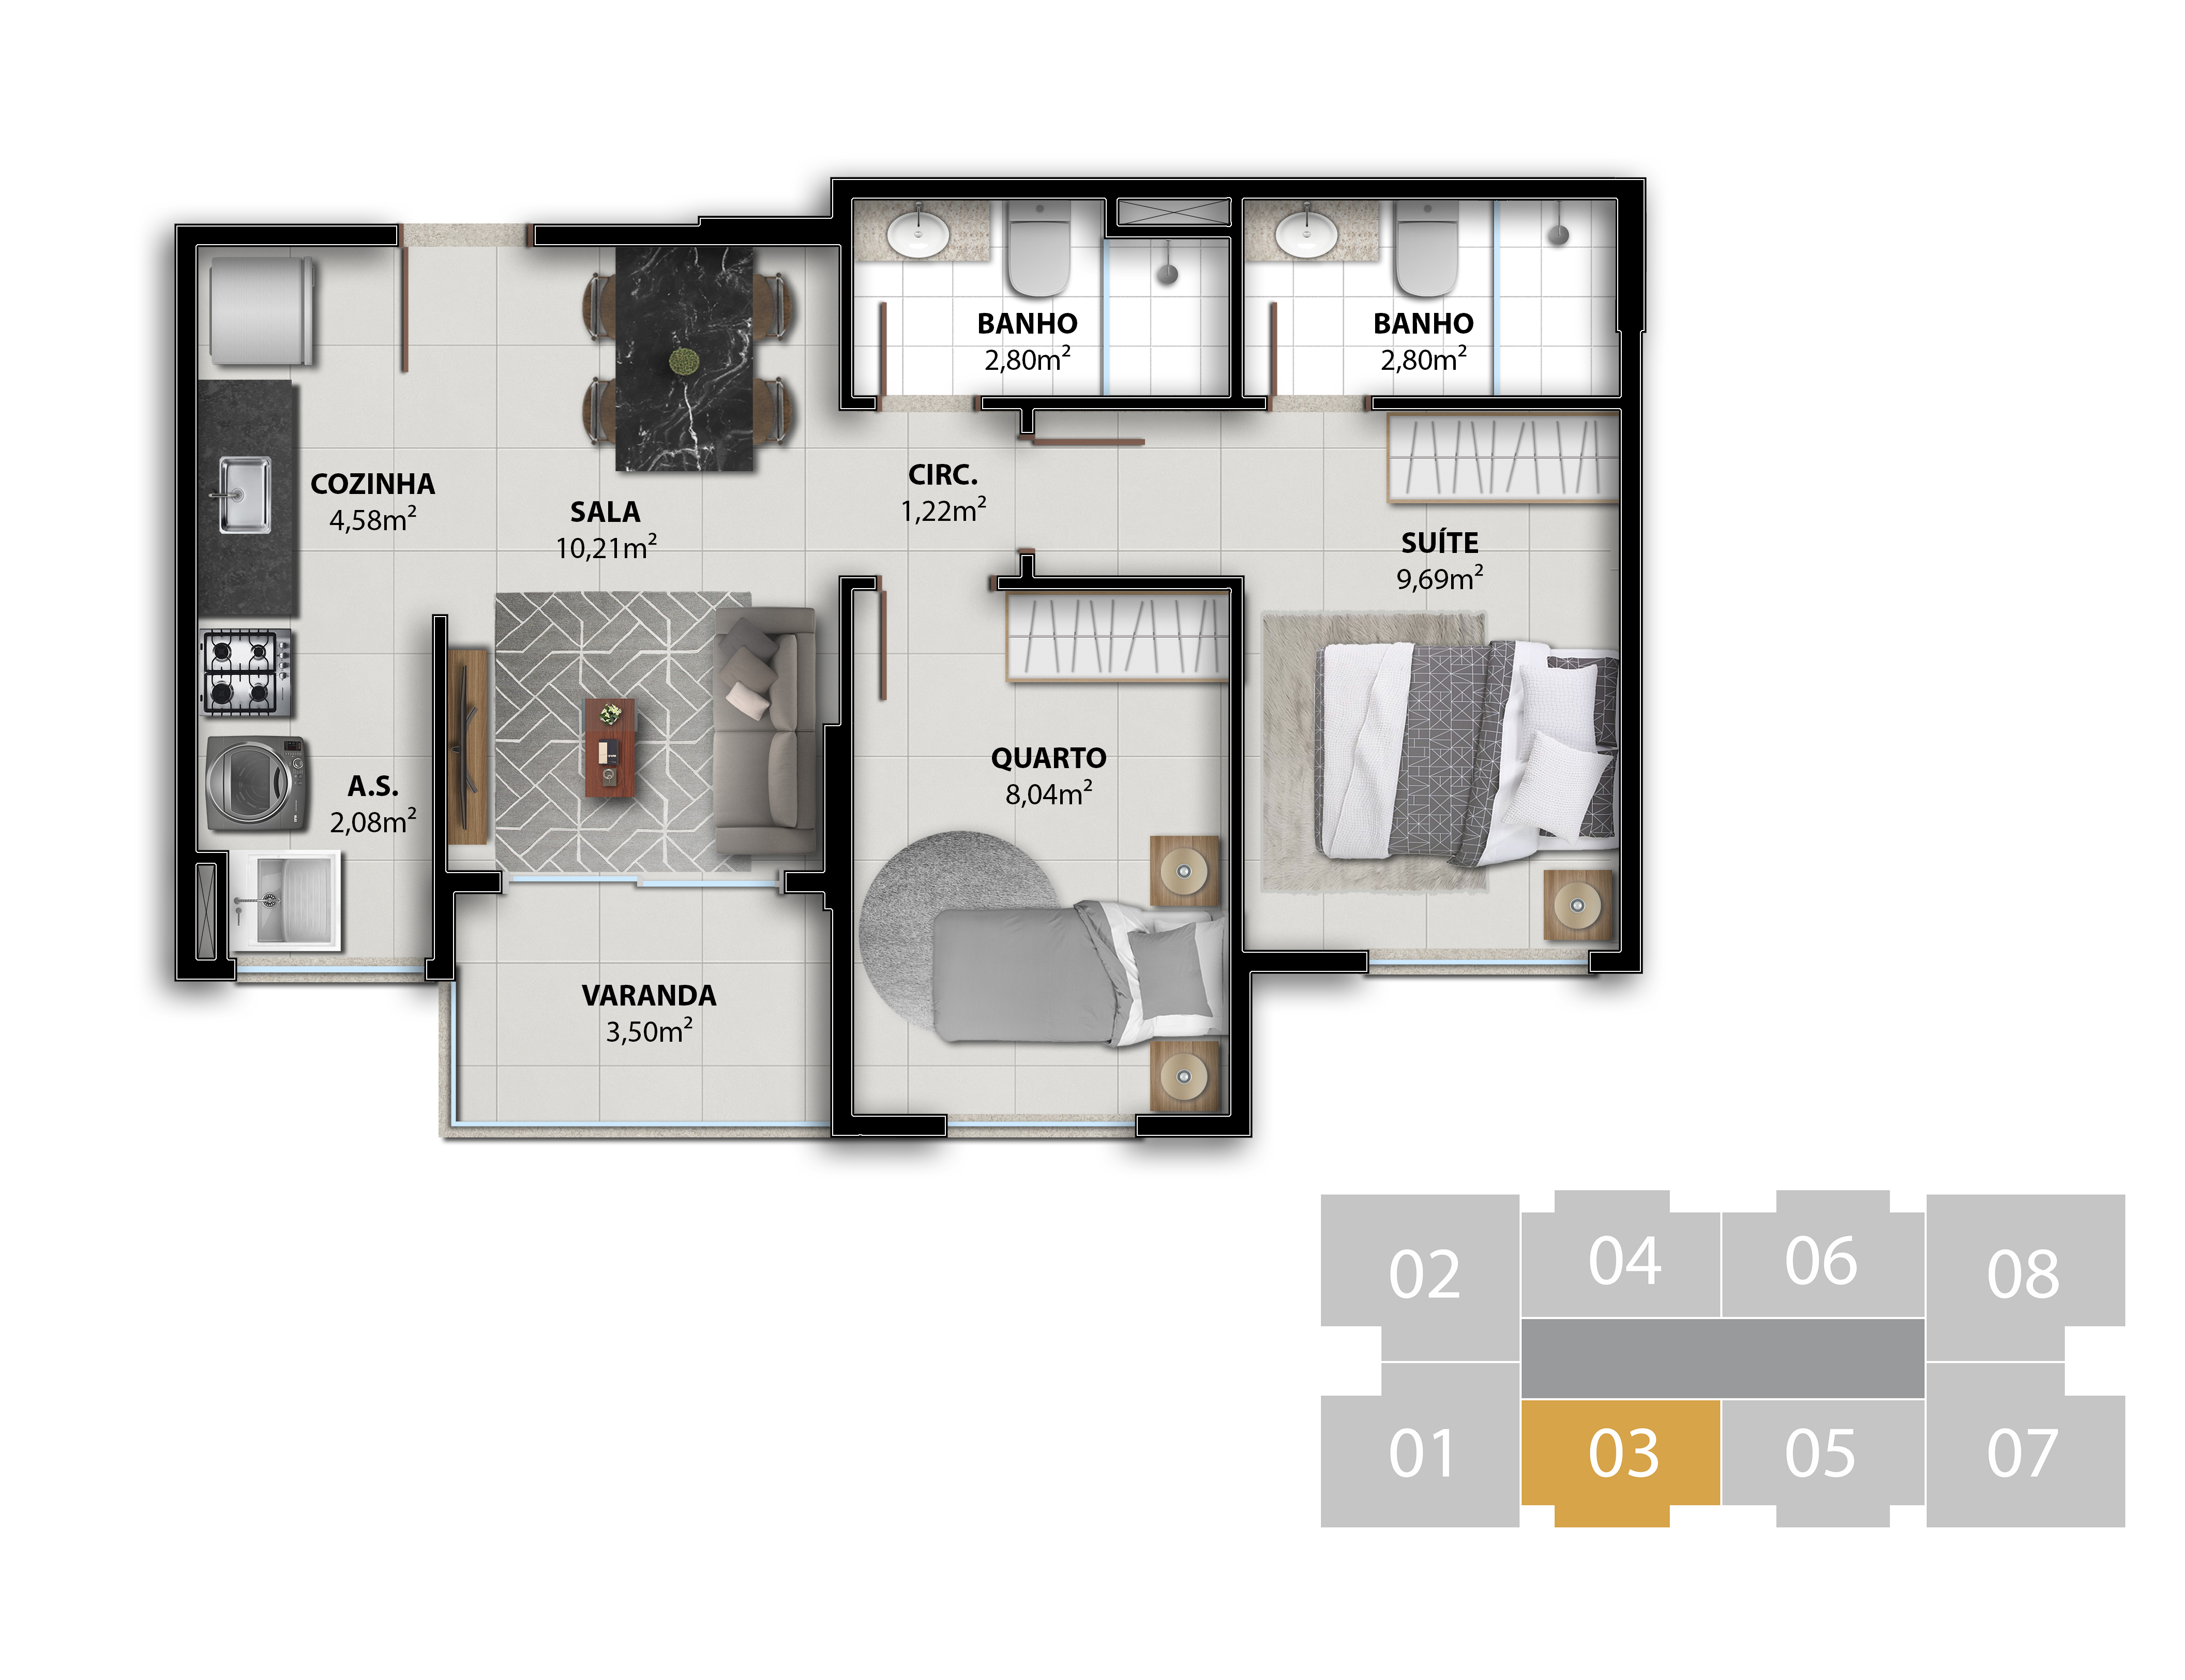 BANHO
2,80m²
BANHO
2,80m²
COZINHA
4,58m²
SALA
10,21m²
CIRC.
1,22m²
SUÍTE
9,69m²
A.S.
2,08m²
QUARTO
8,04m²
VARANDA
3,50m²
02
04
06
08
01
03
05
07